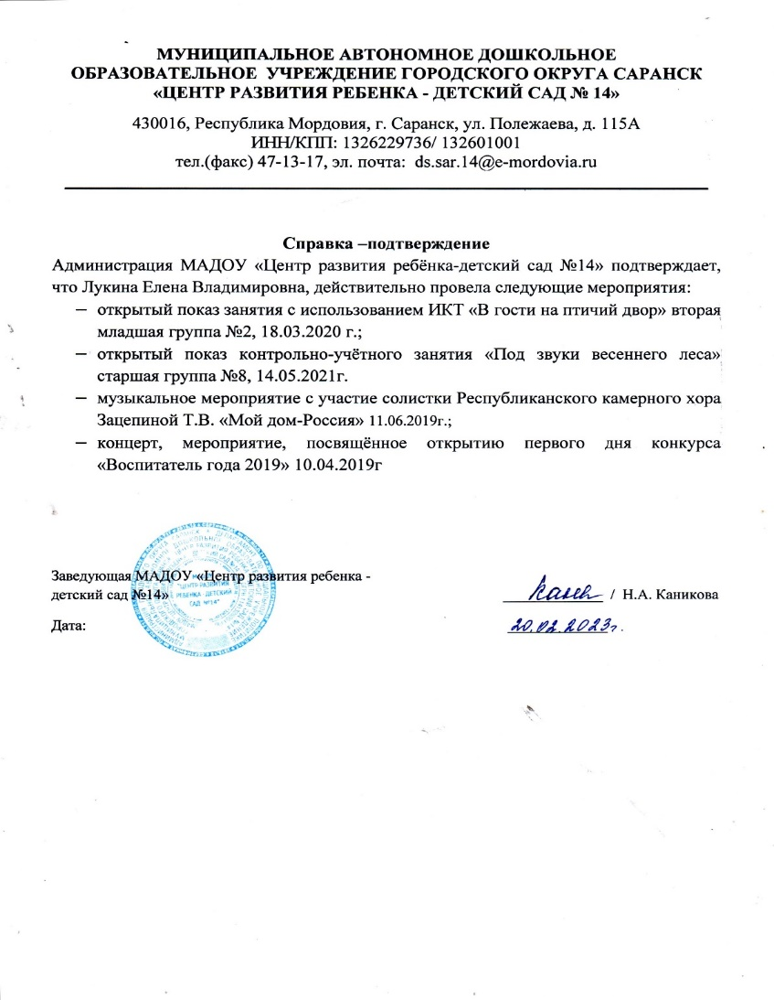 МУНИЦИПАЛЬНОЕ АВТОНОМНОЕ ДОШКОЛЬНОЕ
ОБРАЗОВАТЕЛЬНОЕ УЧРЕЖДЕНИЕ ГОРОДСКОГО ОКРУГА САРАНСК
«ЦЕНТР РАЗВИТИЯ РЕБЕНКА - ДЕТСКИЙ САД № 14»
430016, Республика Мордовия, г. Саранск, ул. Полежаева, д. 115А
ИНН/КПП: 1326229736/ 132601001
тел.(факс) 47-13-17, эл. почта: ds.sar.14@e-mordovia.ru
Справка –подтверждение
Администрация МАДОУ «Центр развития ребёнка-детский сад №14» подтверждает,
что Лукина Елена Владимировна, действительно провела следующие мероприятия:
– открытый показ занятия с использованием ИКТ «В гости на птичий двор» вторая
младшая группа №2, 18.03.2020 г.;
– открытый показ контрольно-учётного занятия «Под звуки весеннего леса»
старшая группа №8, 14.05.2021г.
– музыкальное мероприятие с участие солистки Республиканского камерного хора
Зацепиной Т.В. «Мой дом-Россия» 11.06.2019г.;
– концерт, мероприятие, посвящённое открытию первого дня конкурса
«Воспитатель года 2019» 10.04.2019г
Заведующая МАДОУ «Центр развития ребенка -
детский сад №14» / Н.А. Каникова
Дата: 20.02.2023г.
"ЦЕНТР РАЗВИТИЯ
РЕБЕНКА - ДЕТСКИЙ
САД №14"